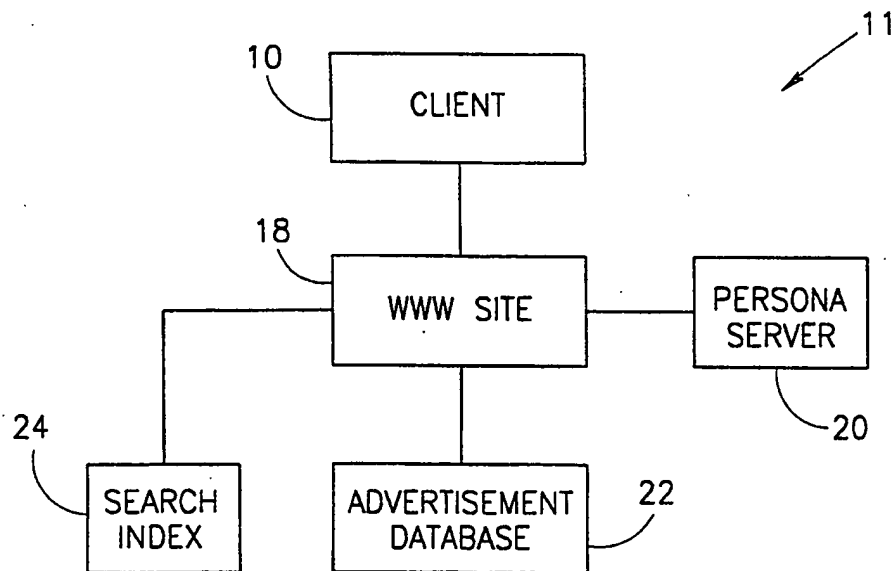 11
10
CLIENT
18
WWW SITE
PERSONA
SERVER
20
24
SEARCH
INDEX
ADVERTISEMENT
DATABASE
22